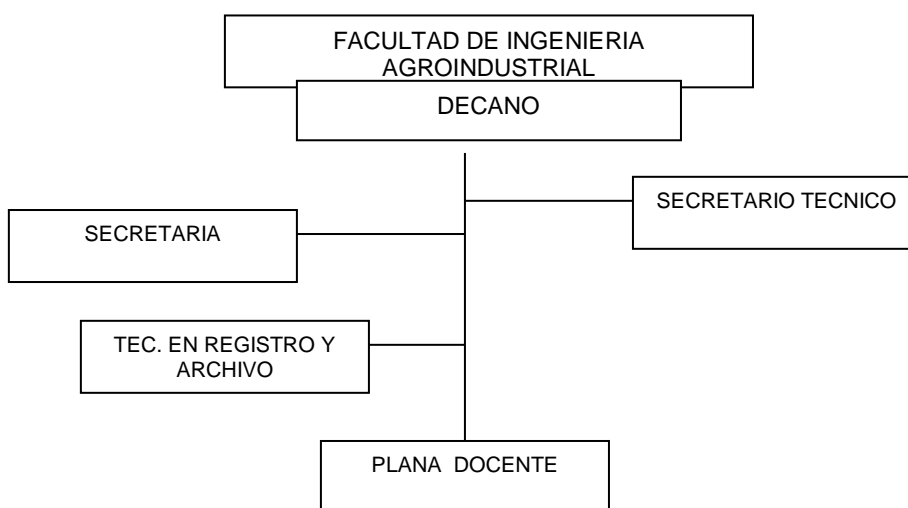 FACULTAD DE INGENIERIA
AGROINDUSTRIAL
DECANO
SECRETARIO TECNICO
SECRETARIA
TEC. EN REGISTRO Y
ARCHIVO
PLANA DOCENTE